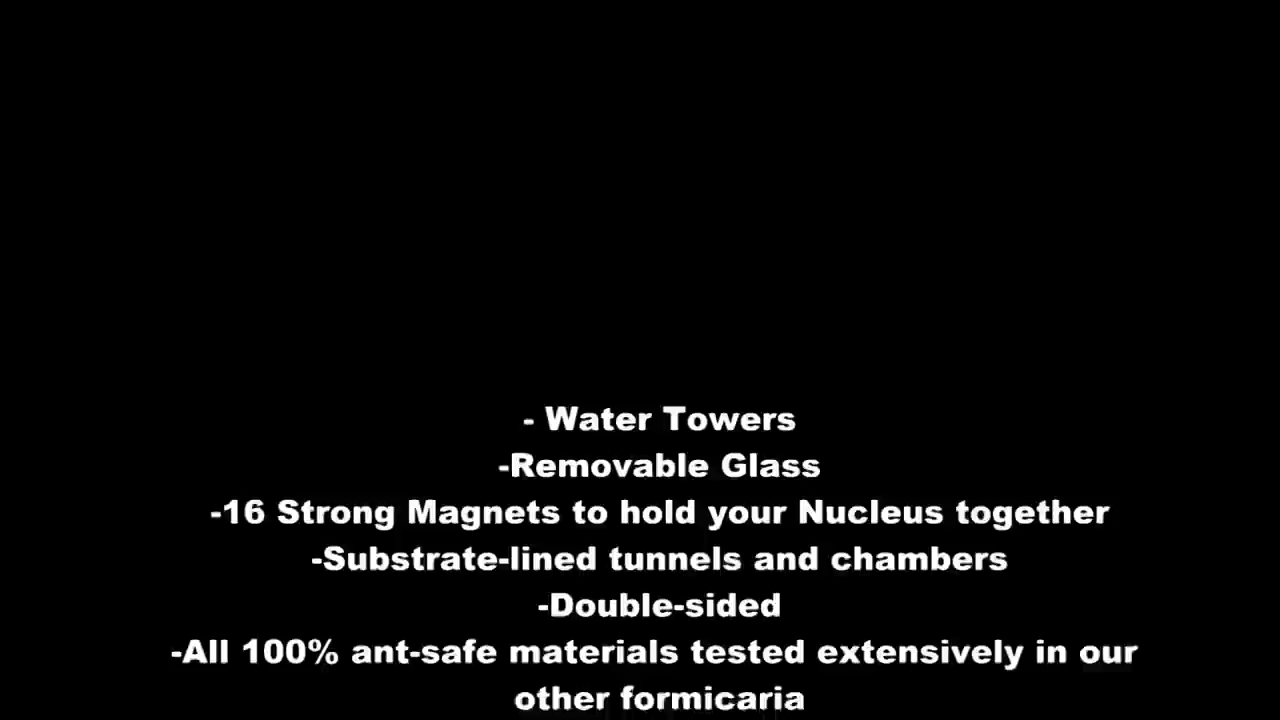 - Water Towers
-Removable Glass
-16 Strong Magnets to hold your Nucleus together
-Substrate-lined tunnels and chambers
-Double-sided
-All 100% ant-safe materials tested extensively in our
other formicaria